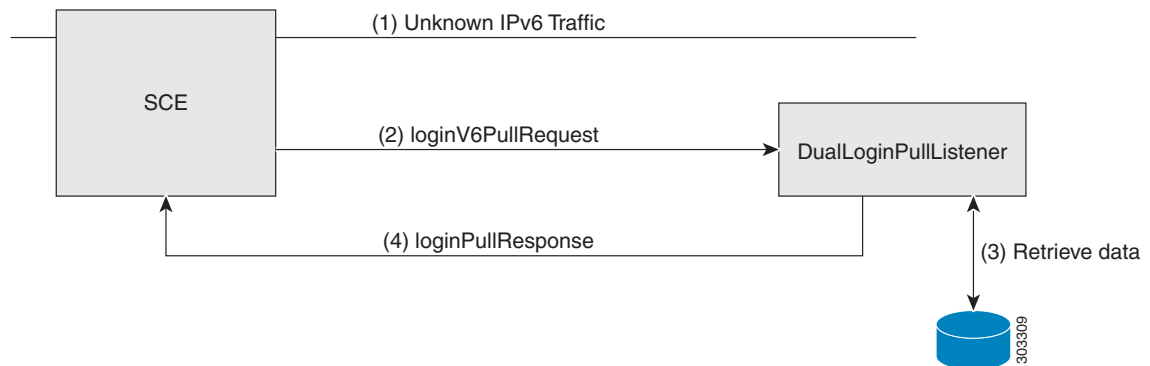 (1) Unknown IPv6 Traffic
SCE
(2) loginV6PullRequest
DualLoginPullListener
(4) loginPullResponse
(3) Retrieve data
303309